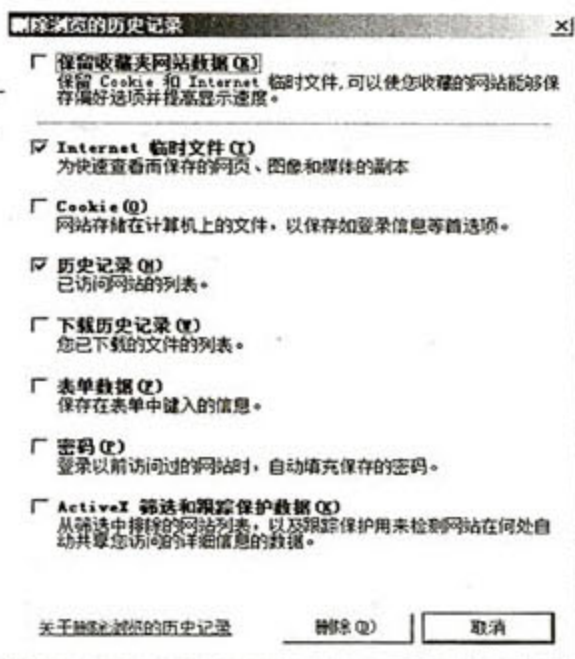 删除浏览的历史记录
保留收藏夹网站数据(R)
保留 Cookie 和 Internet 临时文件,可以使您收藏的网站能够保
存偏好选项并提高显示速度。
Internet 临时文件(T)
为快速查看而保存的网页、图像和媒体的副本
Cookie(O)
网站存储在计算机上的文件，以保存如登录信息等首选项。
历史记录(H)
已访问网站的列表。
下载历史记录(W)
您已下载的文件的列表。
表单数据(F)
保存在表单中键入的信息。
密码(P)
登录以前访问过的网站时，自动填充保存的密码。
ActiveX 筛选和跟踪保护数据(X)
从筛选中排除的网站列表，以及跟踪保护用来检测网站在何处自
动共享您访问的详细信息的数据。
关于删除浏览的历史记录
删除(D)
取消